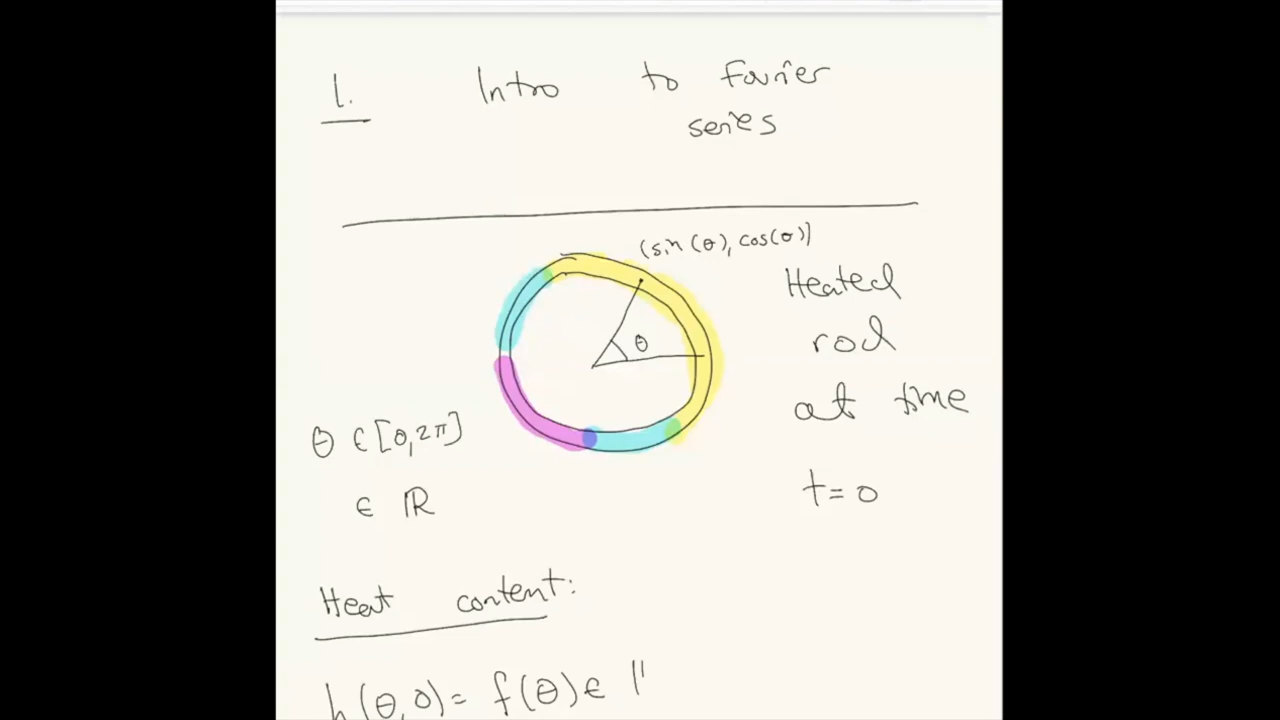 1. Intro to Fourier
series
(sin(θ), cos(θ))
Heated
rod
at time
t=0
θ
θ ∈ [0,2π]
∈ ℝ
Heat content:
h(θ,0)= f(θ) ∈